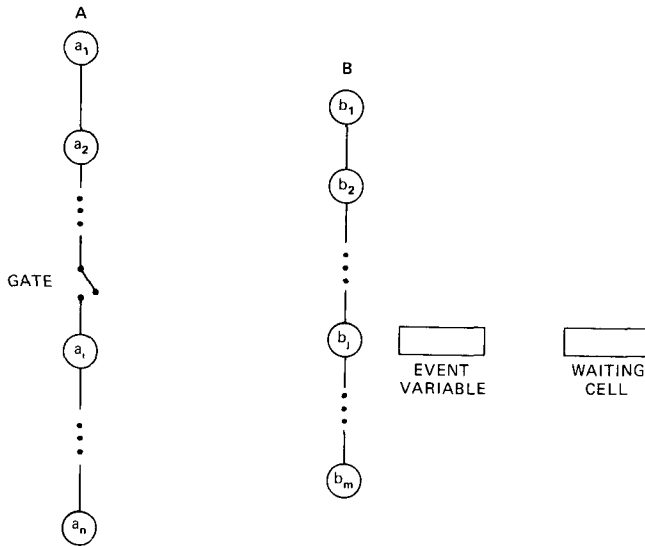 A
a1
a2
GATE
ai
an
B
b1
b2
bj
bm
EVENT
VARIABLE
WAITING
CELL